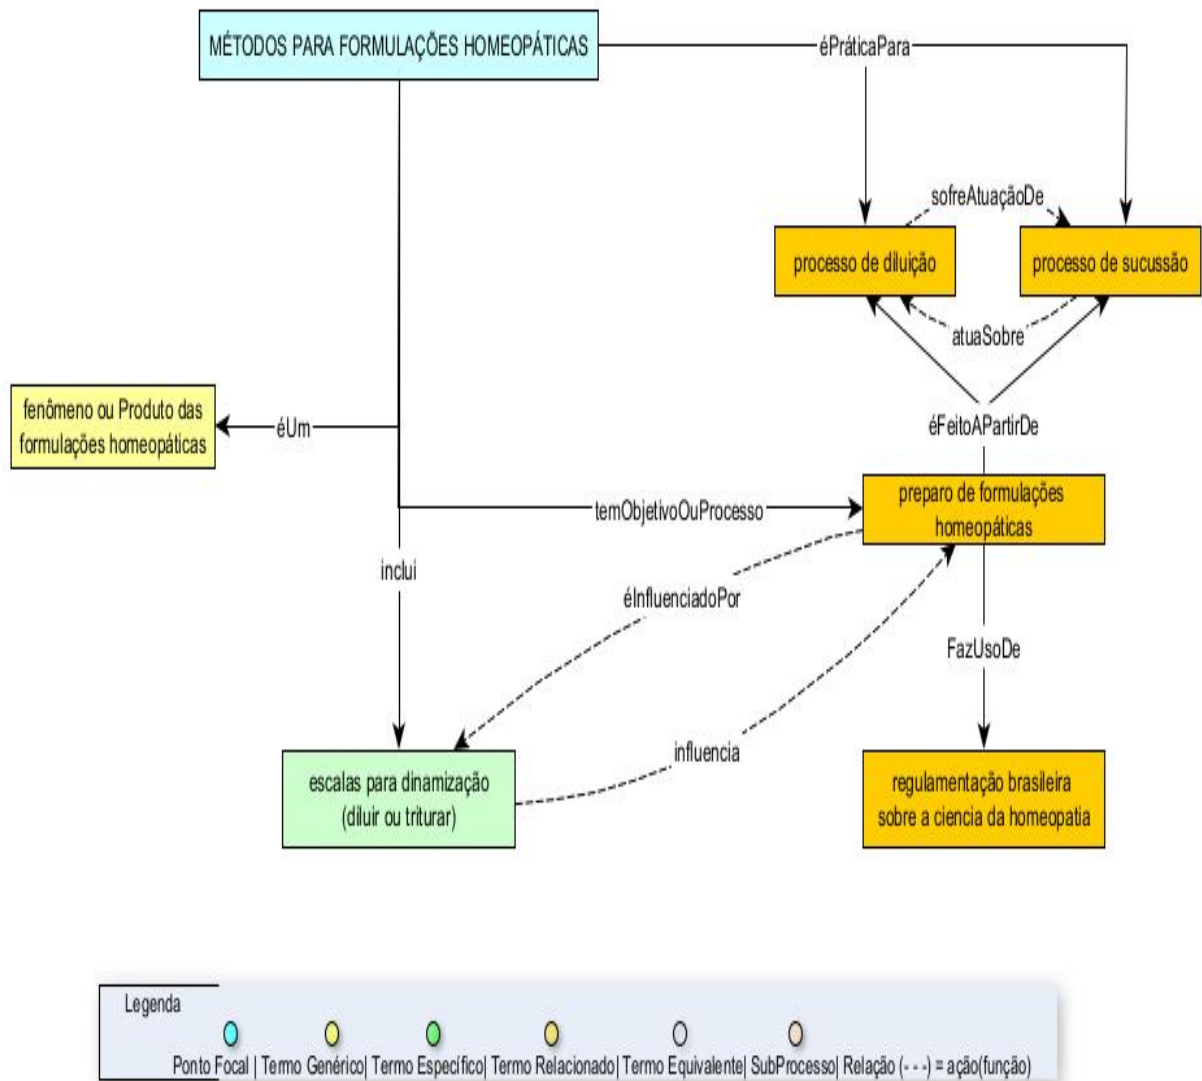 MÉTODOS PARA FORMULAÇÕES HOMEOPÁTICAS
éPráticaPara
sofreAtuaçãoDe
processo de diluição
processo de sucussão
atuaSobre
fenômeno ou Produto das
formulações homeopáticas
éUm
éFeitoAPartirDe
preparo de formulações
homeopáticas
temObjetivoOuProcesso
inclui
éInfluenciadoPor
FazUsoDe
influencia
escalas para dinamização
(diluir ou triturar)
regulamentação brasileira
sobre a ciencia da homeopatia
Legenda
Ponto Focal | Termo Genérico| Termo Específico| Termo Relacionado| Termo Equivalente| SubProcesso| Relação (- - -) = ação(função)